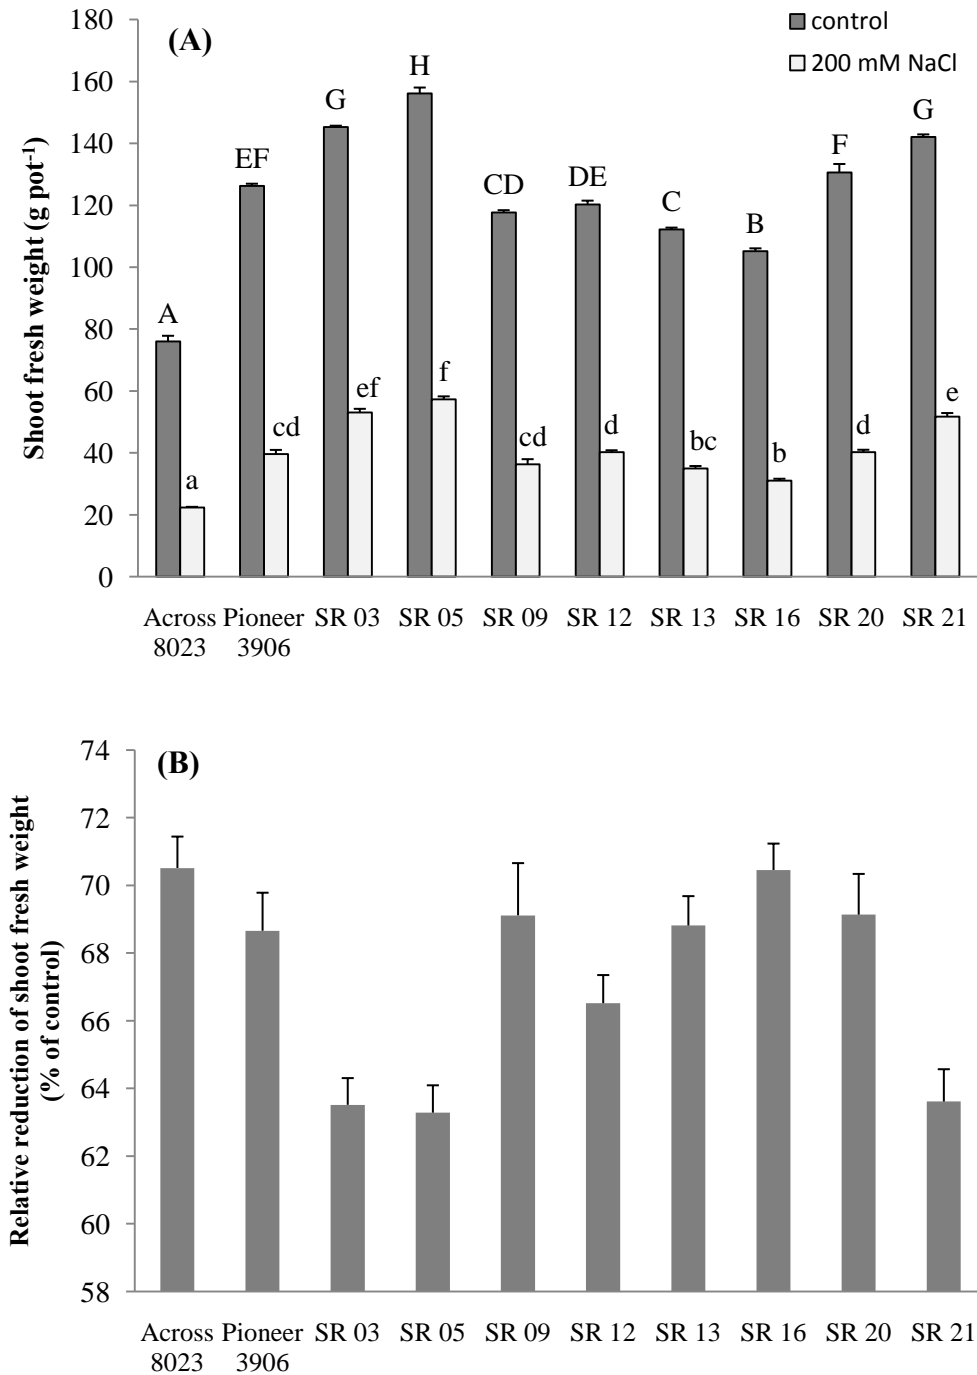 (A)
control
200 mM NaCl
Shoot fresh weight (g pot-1)
180
160
140
120
100
80
60
40
20
0
A
a
EF
cd
G
ef
H
f
CD
cd
DE
d
C
bc
B
b
F
d
G
e
Across 8023
Pioneer 3906
SR 03
SR 05
SR 09
SR 12
SR 13
SR 16
SR 20
SR 21
(B)
Relative reduction of shoot fresh weight
(% of control)
74
72
70
68
66
64
62
60
58
Across 8023
Pioneer 3906
SR 03
SR 05
SR 09
SR 12
SR 13
SR 16
SR 20
SR 21